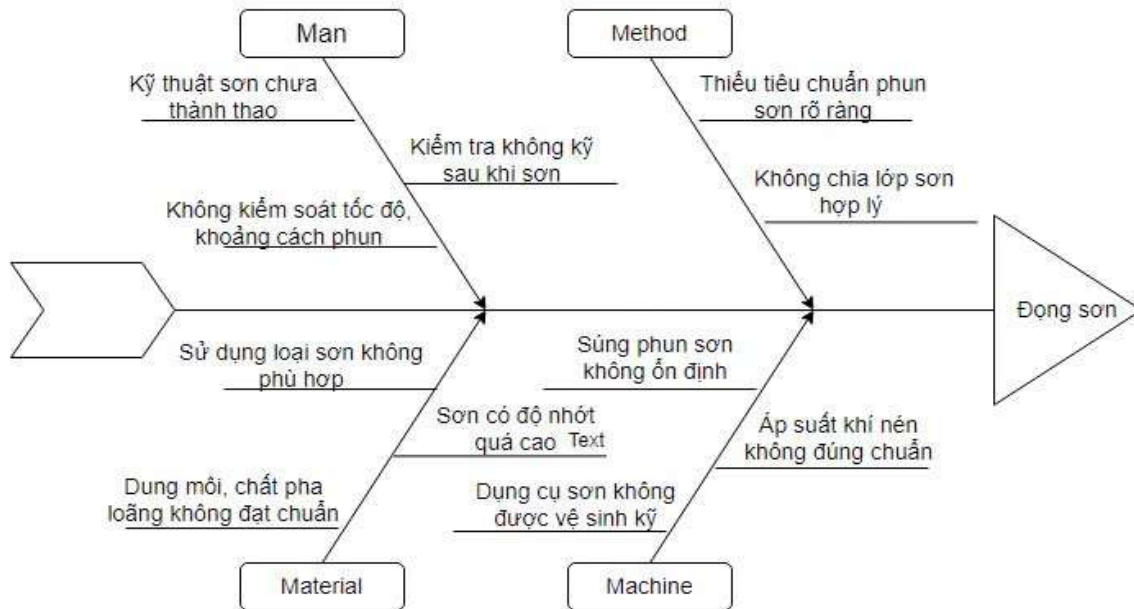 Man
Method
Kỹ thuật sơn chưa
thành thao
Thiếu tiêu chuẩn phun
sơn rõ ràng
Kiểm tra không kỹ
sau khi sơn
Không chia lớp sơn
hợp lý
Không kiểm soát tốc độ,
khoảng cách phun
Đọng sơn
Sử dụng loại sơn không
phù hơp
Súng phun sơn
không ổn định
Sơn có độ nhớt
quá cao Text
Áp suất khí nén
không đúng chuẩn
Dung môi, chất pha
loãng không đạt chuẩn
Dụng cụ sơn không
được vệ sinh kỹ
Material
Machine